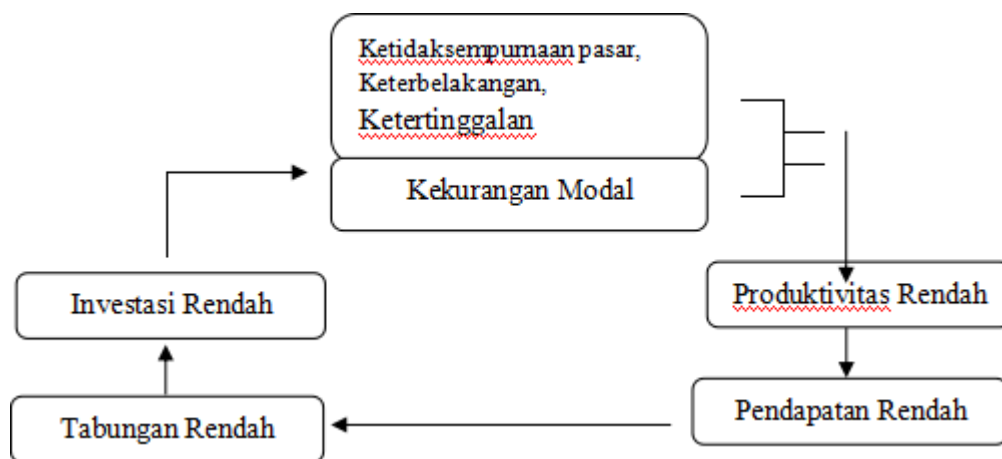 Ketidaksempurnaan pasar,
Keterbelakangan,
Ketertinggalan
Kekurangan Modal
Investasi Rendah
Produktivitas Rendah
Tabungan Rendah
Pendapatan Rendah